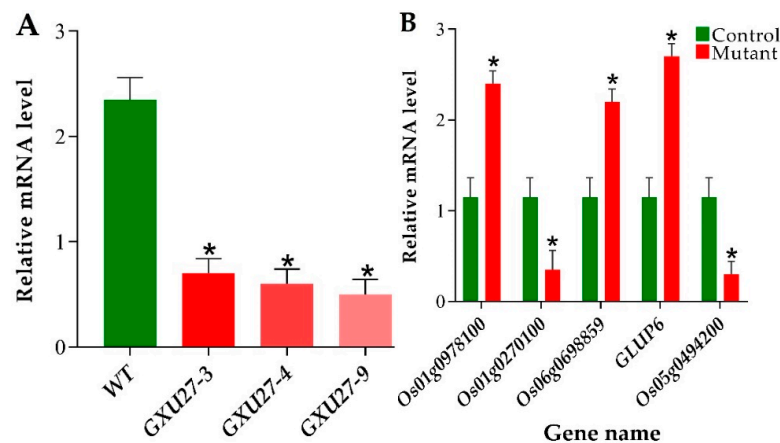 A
Relative mRNA level
3
2
1
0
*
*
*
WT
GXU27-3
GXU27-4
GXU27-9
B
Control
Mutant
Relative mRNA level
3
2
1
0
*
*
*
*
*
Os01g0978100
Os01g0270100
Os06g0698859
GLUP6
Os05g0494200
Gene name